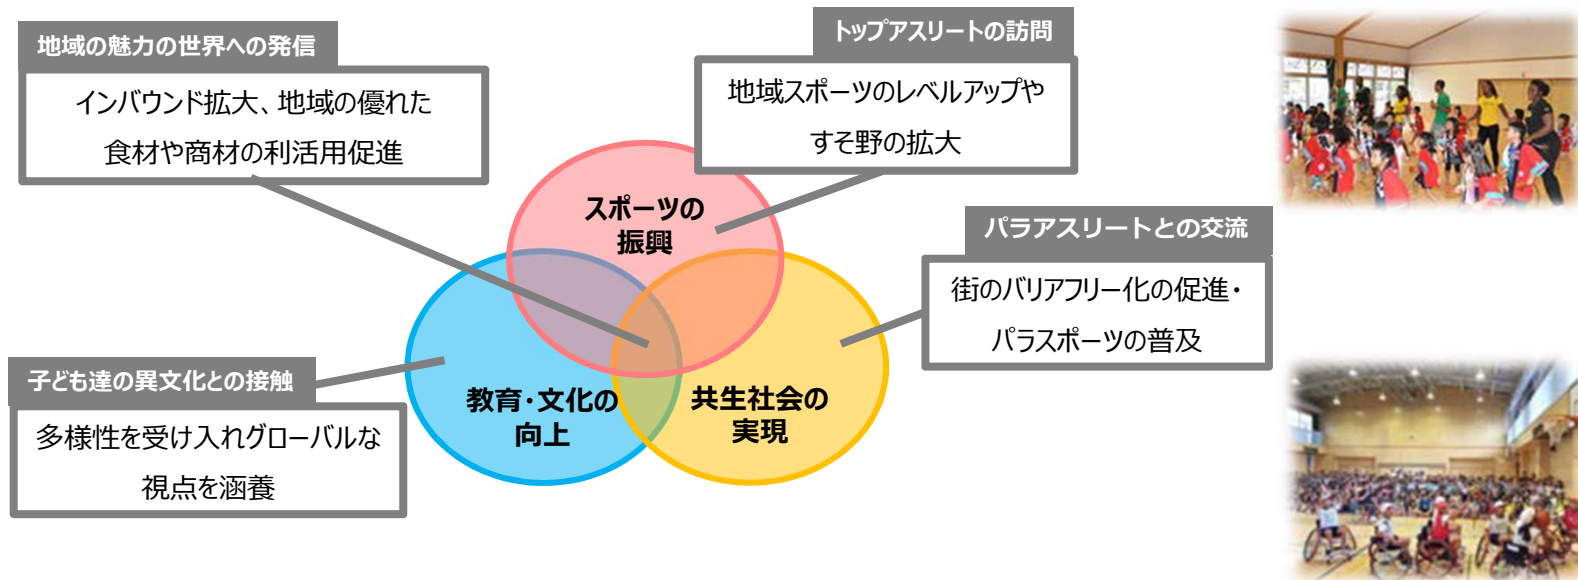 地域の魅力の世界への発信
インバウンド拡大、地域の優れた
食材や商材の利活用促進
トップアスリートの訪問
地域スポーツのレベルアップや
すそ野の拡大
スポーツの
振興
パラアスリートとの交流
街のバリアフリー化の促進・
パラスポーツの普及
子ども達の異文化との接触
多様性を受け入れグローバルな
視点を涵養
教育・文化の
向上
共生社会の
実現